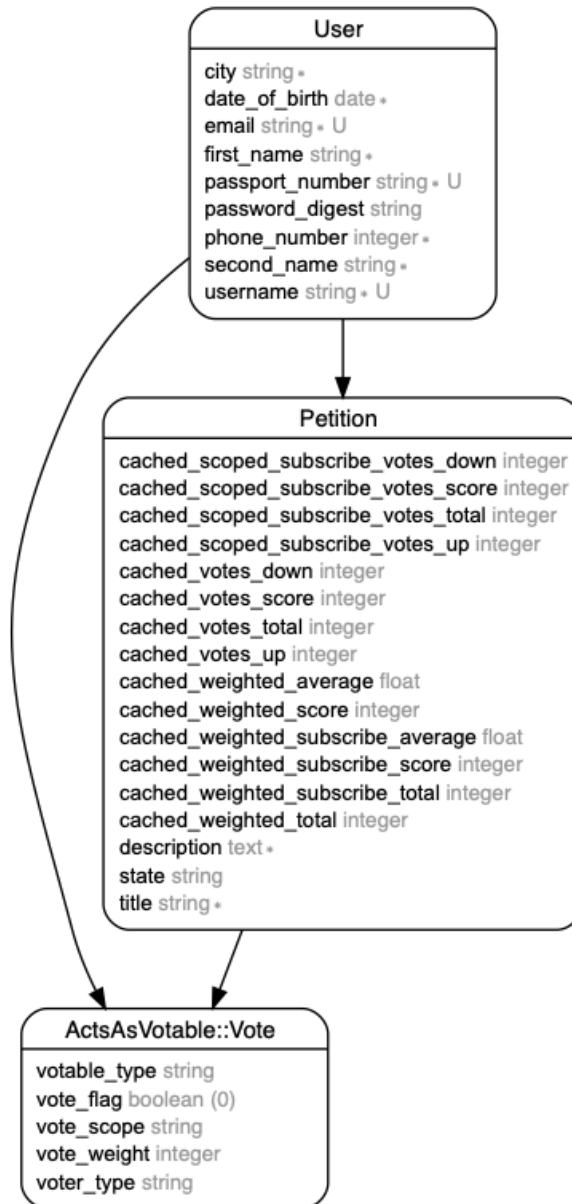 User
city string *
date_of_birth date *
email string * U
first_name string *
passport_number string * U
password_digest string
phone_number integer *
second_name string *
username string * U
Petition
cached_scoped_subscribe_votes_down integer
cached_scoped_subscribe_votes_score integer
cached_scoped_subscribe_votes_total integer
cached_scoped_subscribe_votes_up integer
cached_votes_down integer
cached_votes_score integer
cached_votes_total integer
cached_votes_up integer
cached_weighted_average float
cached_weighted_score integer
cached_weighted_subscribe_average float
cached_weighted_subscribe_score integer
cached_weighted_subscribe_total integer
cached_weighted_total integer
description text *
state string
title string *
ActsAsVotable::Vote
votable_type string
vote_flag boolean (0)
vote_scope string
vote_weight integer
voter_type string